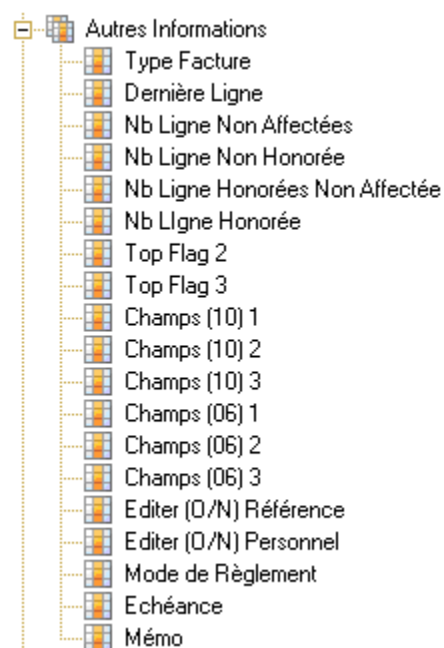 Autres Informations
Type Facture
Dernière Ligne
Nb Ligne Non Affectées
Nb Ligne Non Honorée
Nb Ligne Honorées Non Affectée
Nb LIgne Honorée
Top Flag 2
Top Flag 3
Champs (10) 1
Champs (10) 2
Champs (10) 3
Champs (06) 1
Champs (06) 2
Champs (06) 3
Editer (O/N) Référence
Editer (O/N) Personnel
Mode de Règlement
Echéance
Mémo